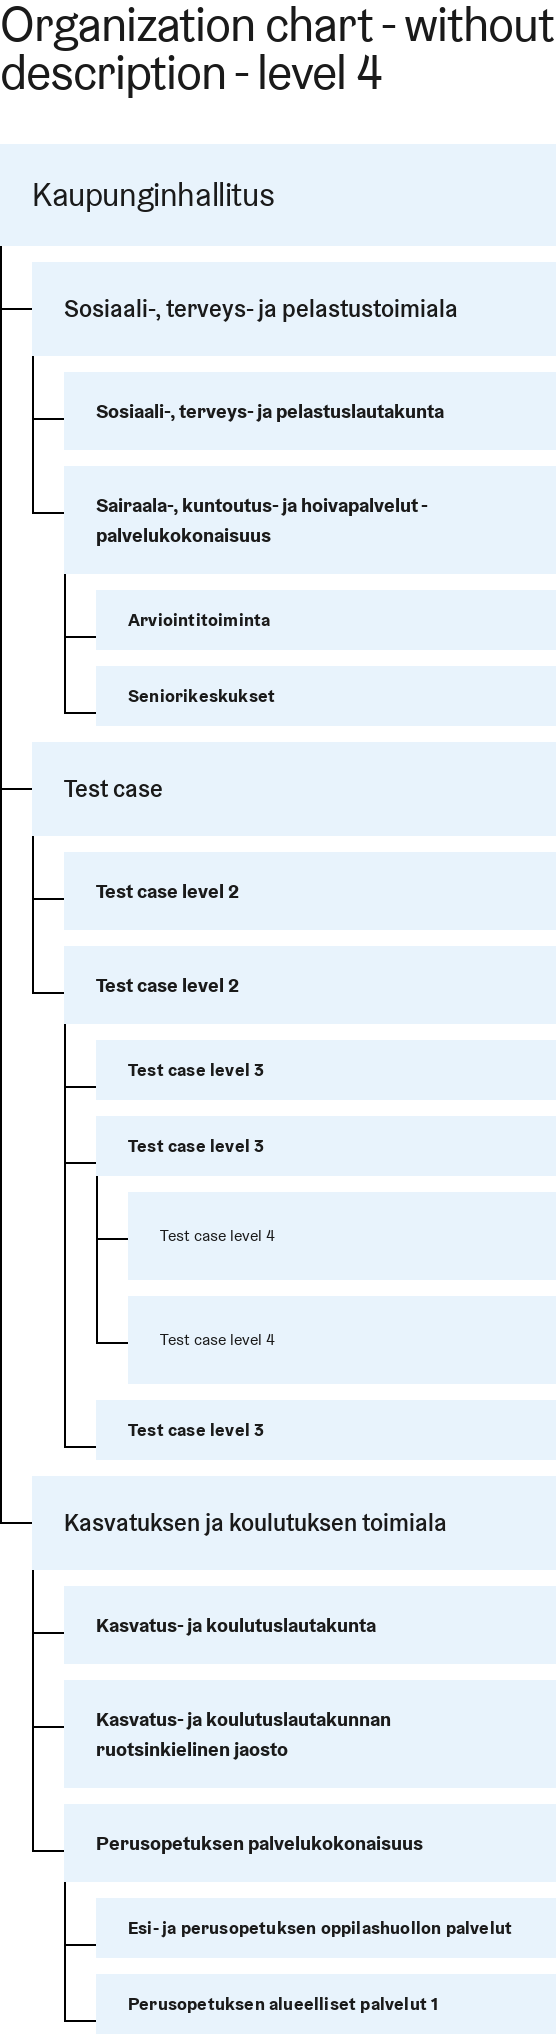 Organization chart - without
description - level 4
Kaupunginhallitus
Sosiaali-, terveys- ja pelastustoimiala
Sosiaali-, terveys- ja pelastuslautakunta
Sairaala-, kuntoutus- ja hoivapalvelut -
palvelukokonaisuus
Arviointitoiminta
Seniorikeskukset
Test case
Test case level 2
Test case level 2
Test case level 3
Test case level 3
Test case level 4
Test case level 4
Test case level 3
Kasvatuksen ja koulutuksen toimiala
Kasvatus- ja koulutuslautakunta
Kasvatus- ja koulutuslautakunnan
ruotsinkielinen jaosto
Perusopetuksen palvelukokonaisuus
Esi- ja perusopetuksen oppilashuollon palvelut
Perusopetuksen alueelliset palvelut 1